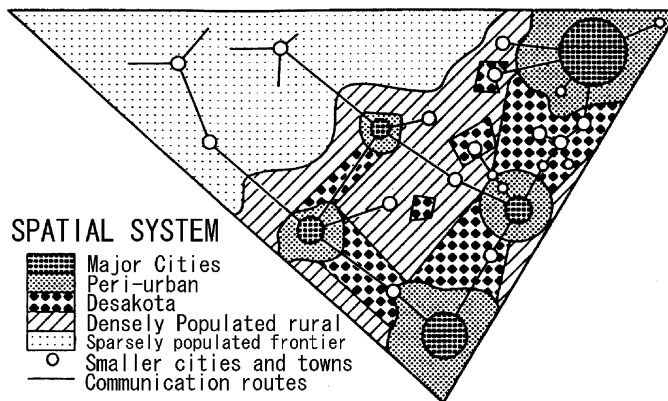 SPATIAL SYSTEM
Major Cities
Peri-urban
Desakota
Densely Populated rural
Sparsely populated frontier
Smaller cities and towns
Communication routes